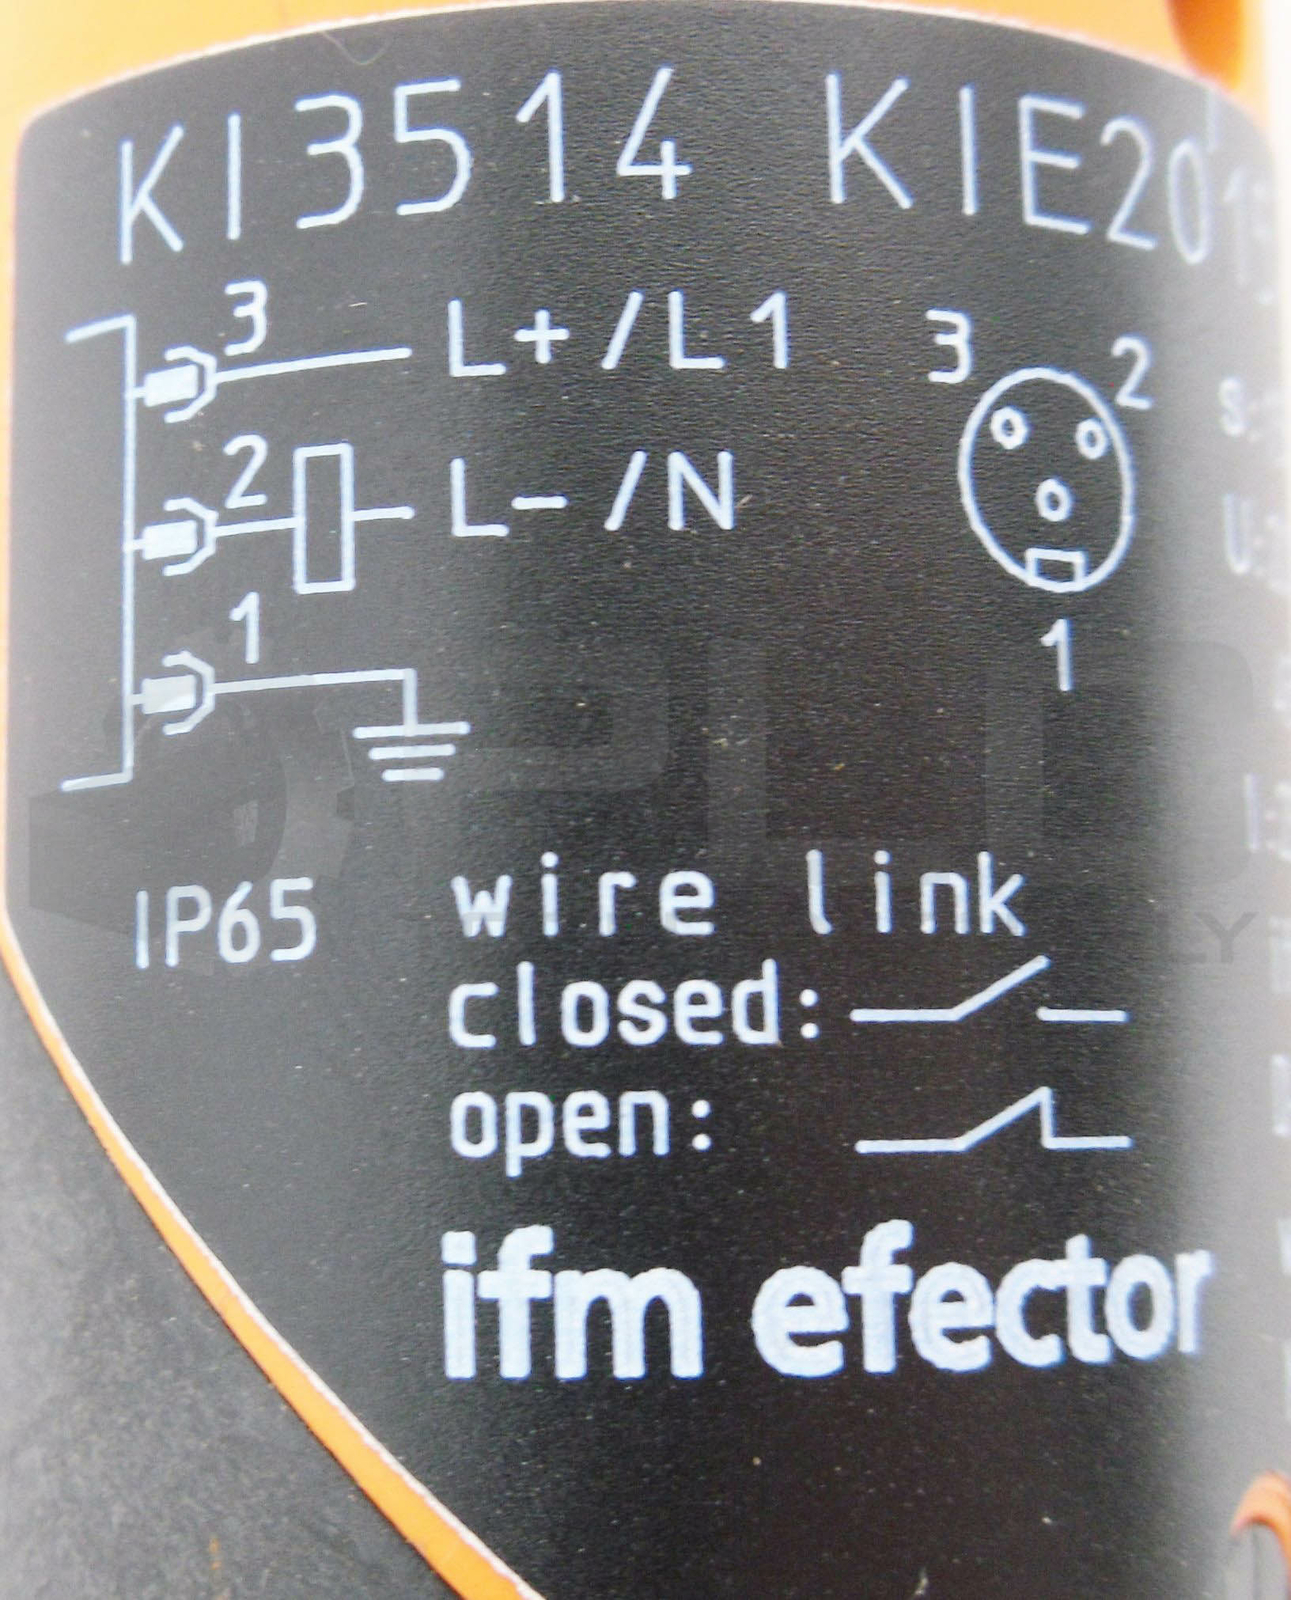 KI3514 KIE20
3 L+/L1
2 L-/N
1
3 2
1
IP65
wire link
closed:
open:
ifm efector